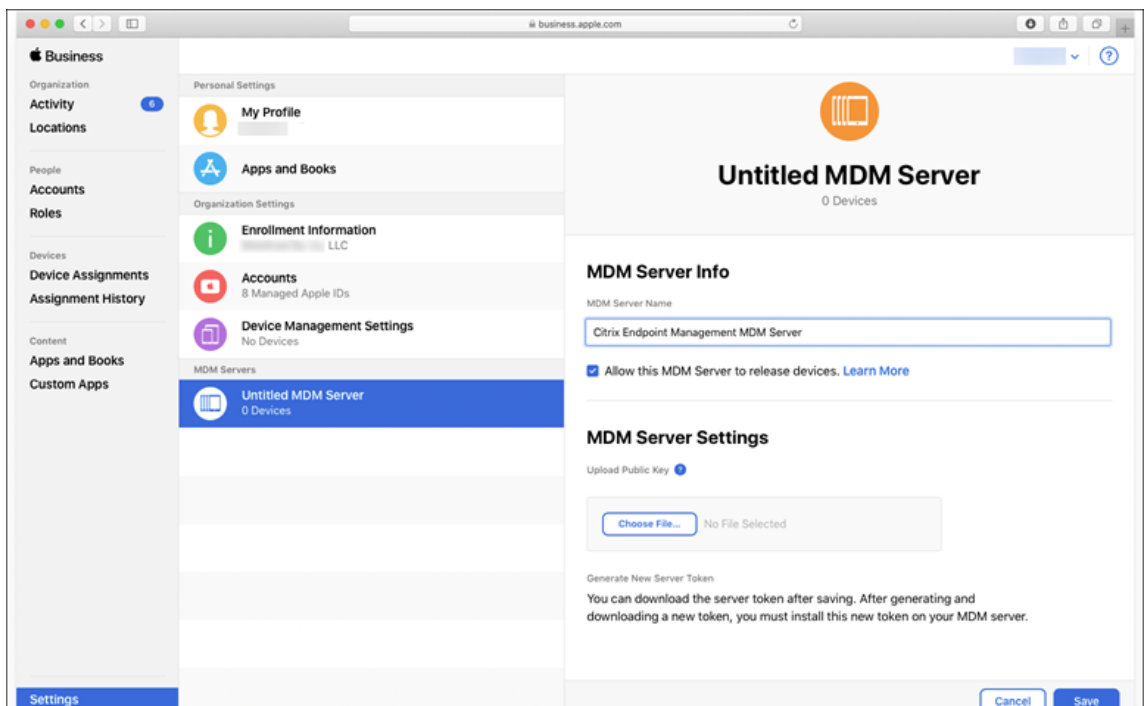 business.apple.com
Business
Organization
Activity
6
Locations
People
Accounts
Roles
Devices
Device Assignments
Assignment History
Content
Apps and Books
Custom Apps
Settings
Personal Settings
My Profile
Apps and Books
Organization Settings
Enrollment Information
LLC
Accounts
8 Managed Apple IDs
Device Management Settings
No Devices
MDM Servers
Untitled MDM Server
0 Devices
?
Untitled MDM Server
0 Devices
MDM Server Info
MDM Server Name
Citrix Endpoint Management MDM Server
Allow this MDM Server to release devices. Learn More
MDM Server Settings
Upload Public Key ?
Choose File... No File Selected
Generate New Server Token
You can download the server token after saving. After generating and
downloading a new token, you must install this new token on your MDM server.
Cancel Save